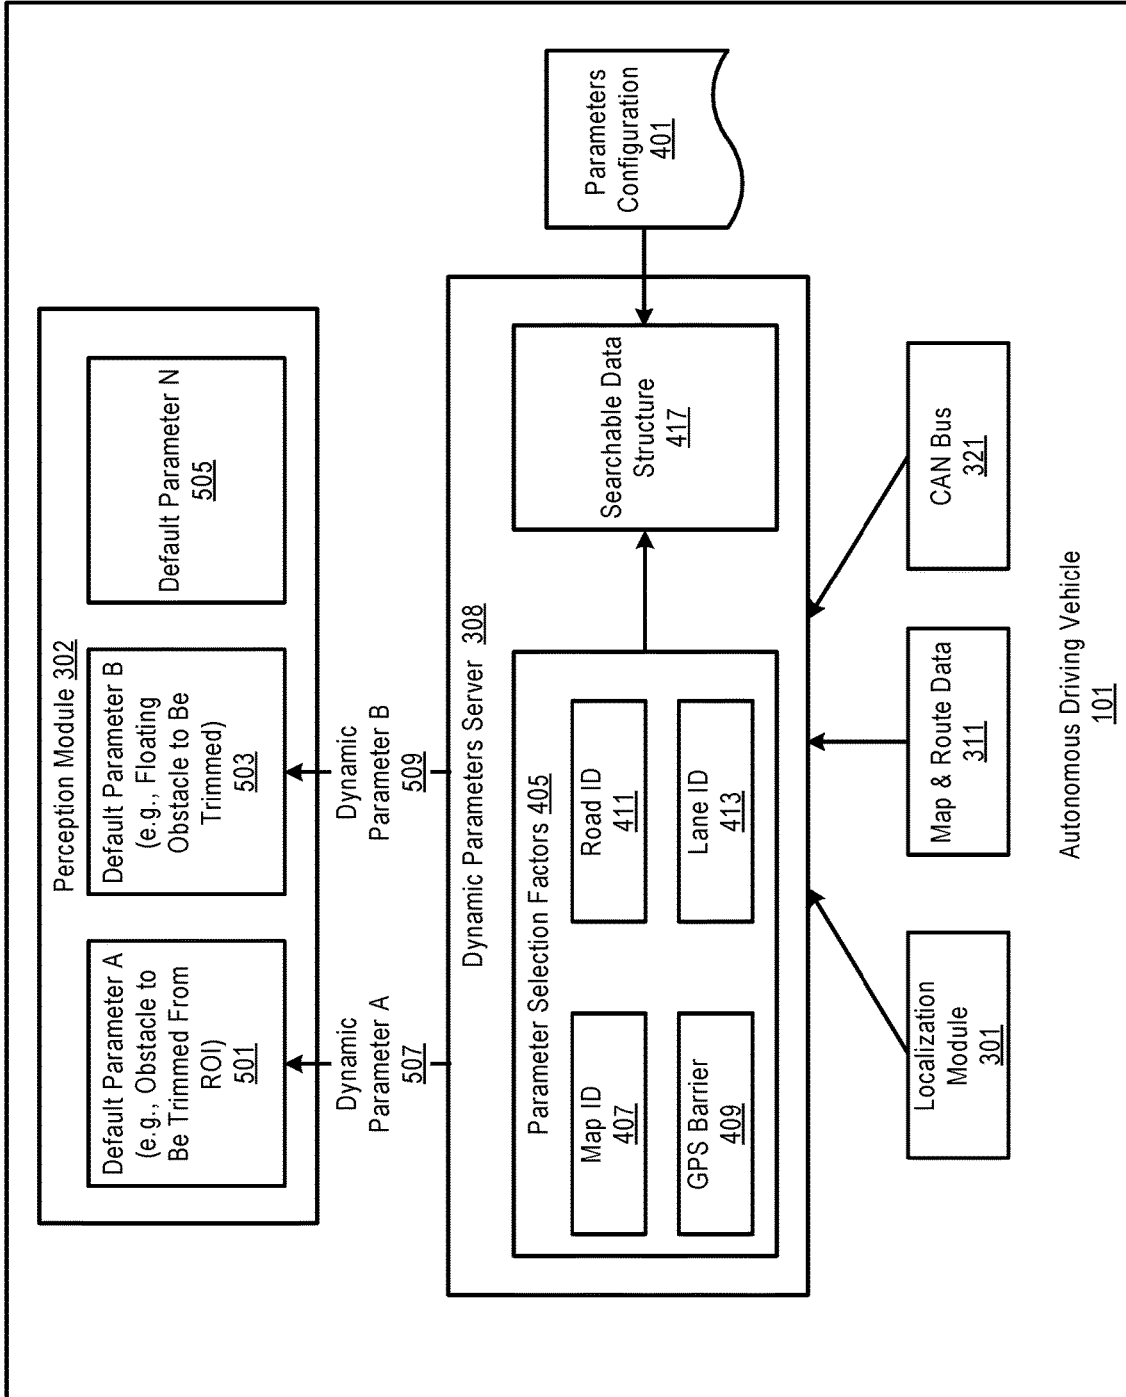 Perception Module 302
Default Parameter A
(e.g., Obstacle to
Be Trimmed From
ROI)
501
Default Parameter B
(e.g., Floating
Obstacle to Be
Trimmed)
503
Default Parameter N
505
Dynamic
Parameter A
507
Dynamic
Parameter B
509
Dynamic Parameters Server 308
Parameter Selection Factors 405
Map ID
407
Road ID
411
GPS Barrier
409
Lane ID
413
Searchable Data
Structure
417
Parameters
Configuration
401
Localization
Module
301
Map & Route Data
311
CAN Bus
321
Autonomous Driving Vehicle
101